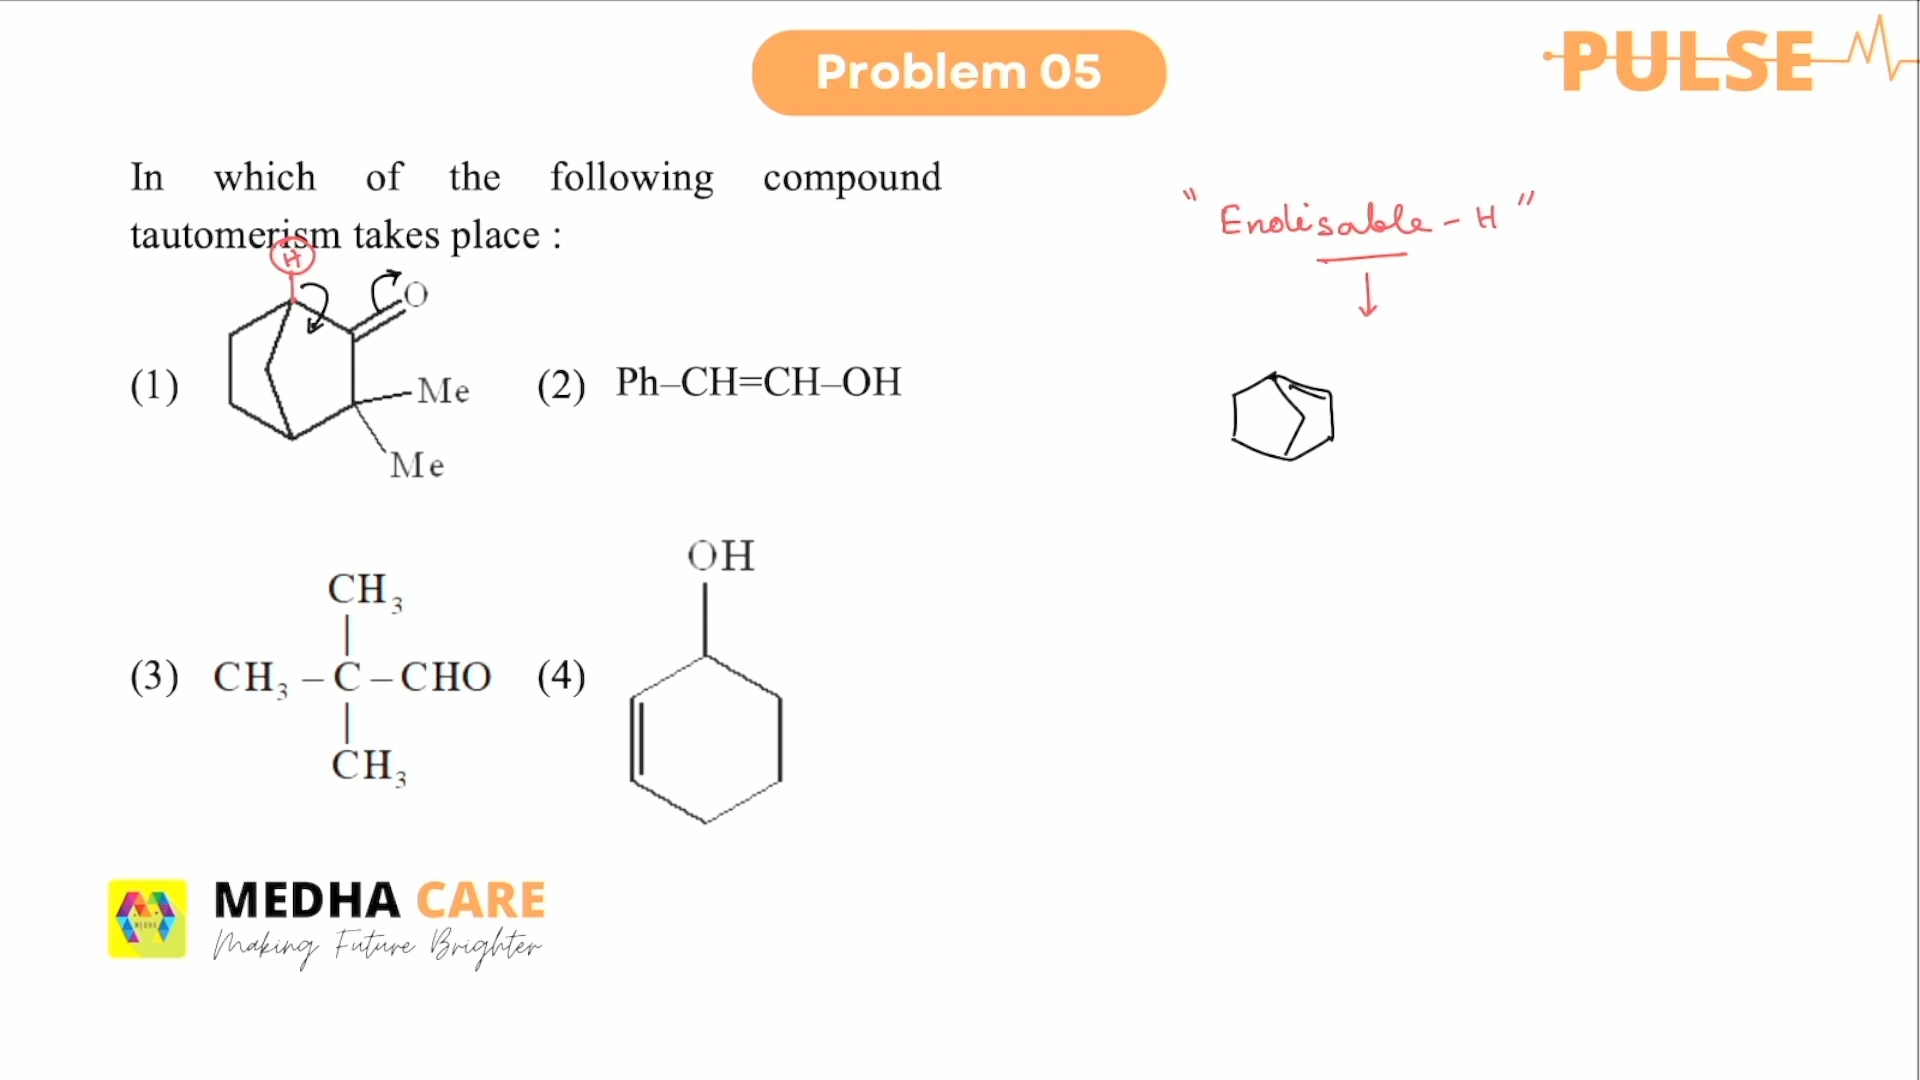 Problem 05
PULSE
In which of the following compound
tautomerism takes place :
"Enolisable-H"
H
O
(1)
Me
Me
(2) Ph–CH=CH–OH
OH
CH₃
|
(3) CH₃–C–CHO
|
CH₃
(4)
MEDHA
MEDHA CARE
Making Future Brighter